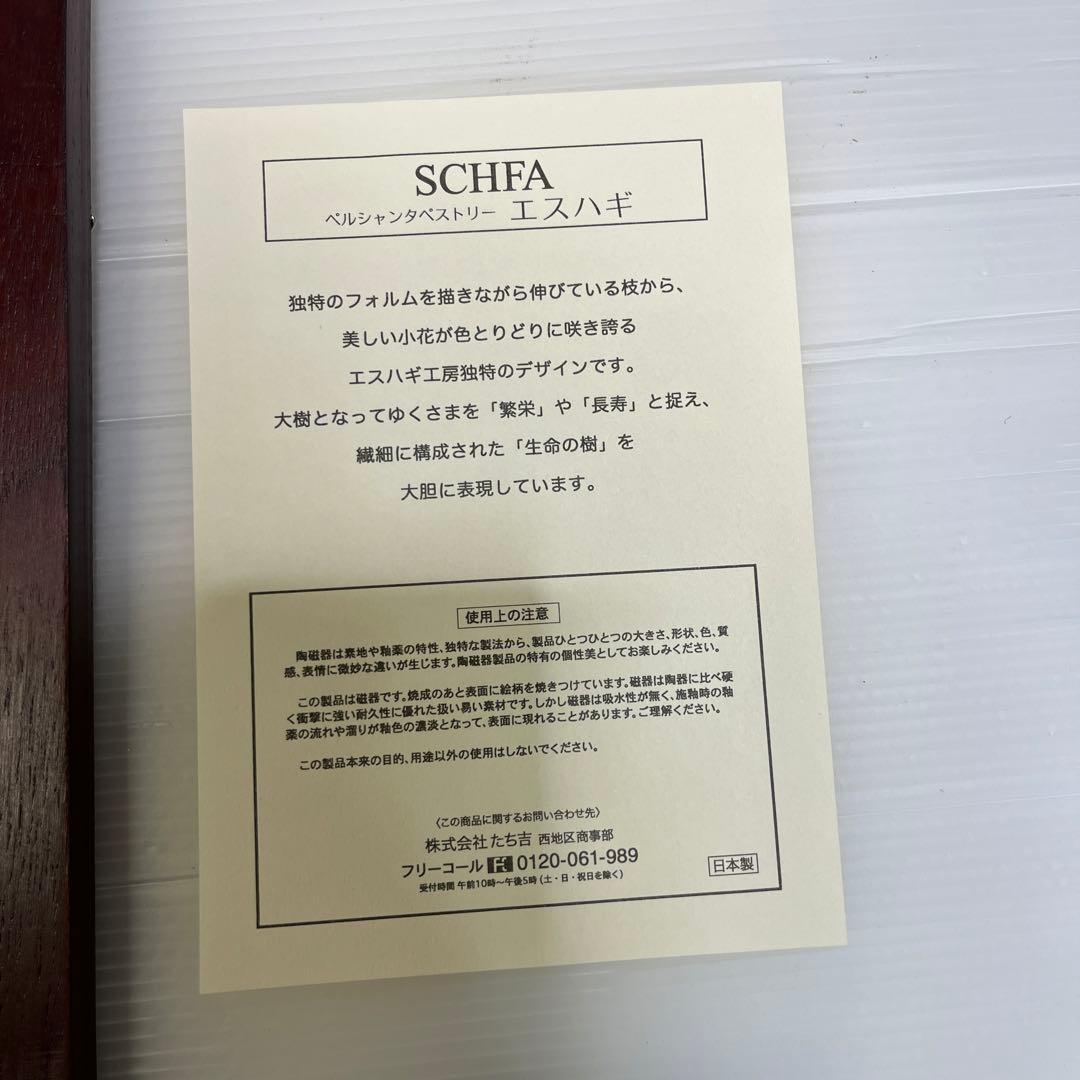 SCHFA
ペルシャンタペストリー エスハギ
独特のフォルムを描きながら伸びている枝から、
美しい小花が色とりどりに咲き誇る
エスハギ工房独特のデザインです。
大樹となってゆくさまを「繁栄」や「長寿」と捉え、
繊細に構成された「生命の樹」を
大胆に表現しています。
使用上の注意
陶磁器は素地や釉薬の特性、独特な製法から、製品ひとつひとつの大きさ、形状、色、質
感、表情に微妙な違いが生じます。陶磁器製品の特有の個性美としてお楽しみください。
この製品は磁器です。焼成のあと表面に絵柄を焼きつけています。磁器は陶器に比べ硬
く衝撃に強い耐久性に優れた扱い易い素材です。しかし磁器は吸水性が無く、施釉時の釉
薬の流れや溜りが釉色の濃淡となって、表面に現れることがあります。ご理解ください。
この製品本来の目的、用途以外の使用はしないでください。
〈この商品に関するお問い合わせ先〉
株式会社たち吉 西地区商事部
フリーコール 0120-061-989
受付時間 午前10時〜午後5時（土・日・祝日を除く）
日本製